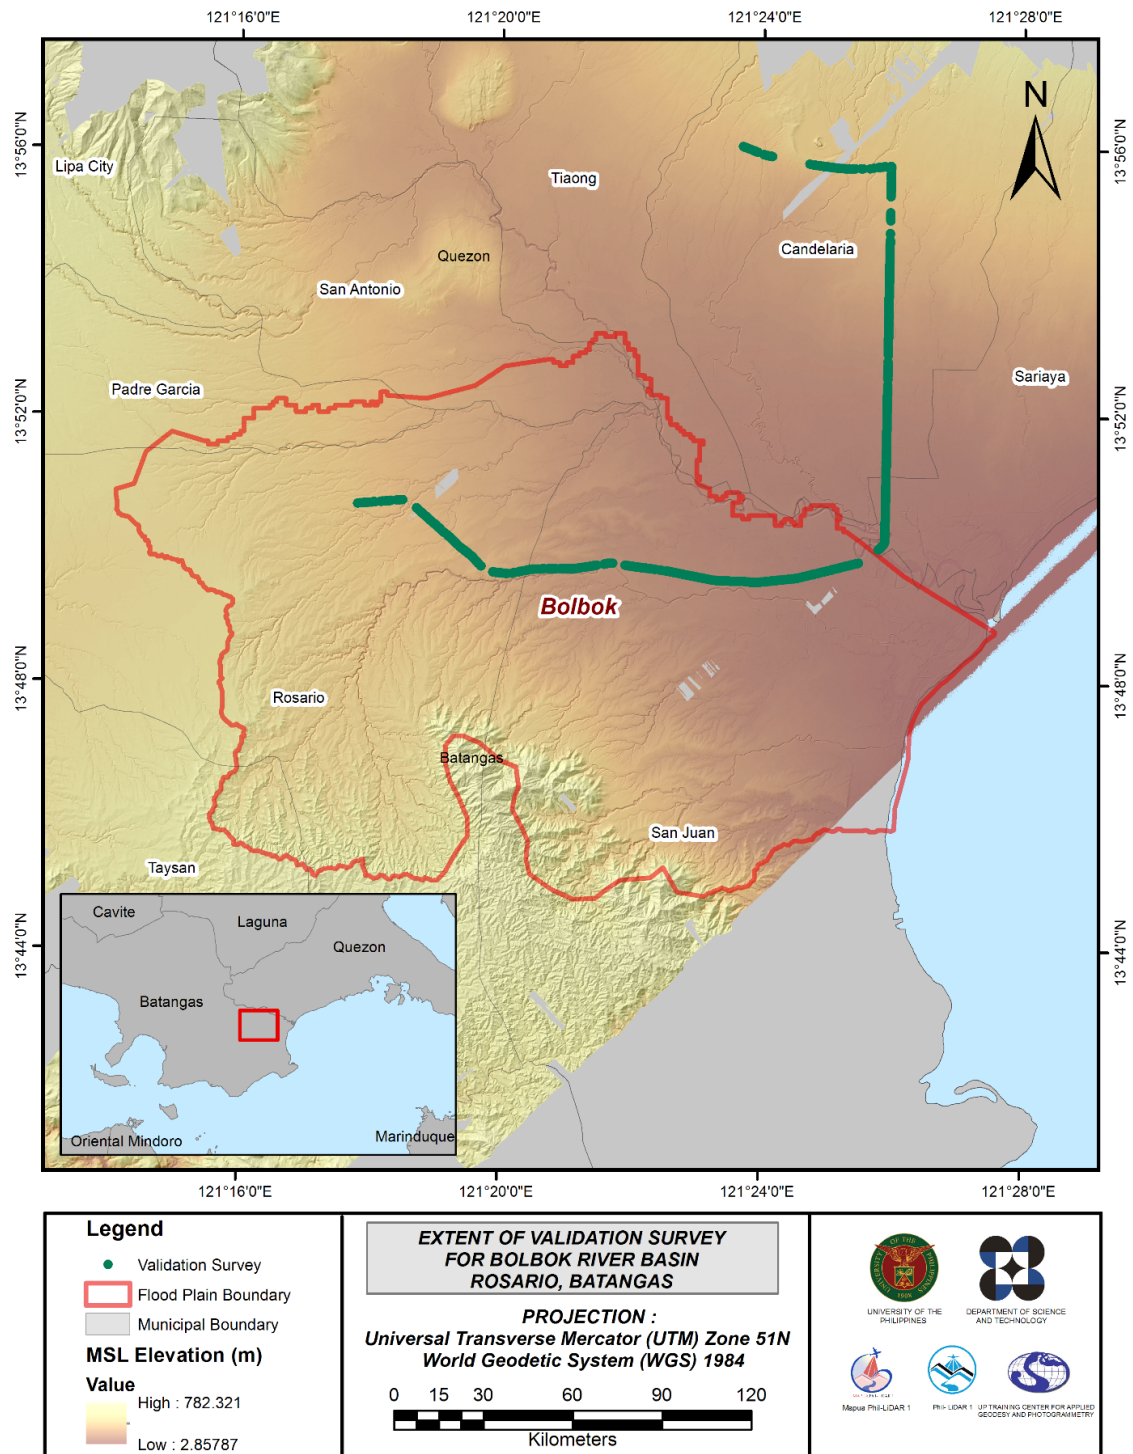 121°16'0"E
121°20'0"E
121°24'0"E
121°28'0"E
N
13°56'0"N
13°56'0"N
Lipa City
Tiaong
Candelaria
Quezon
San Antonio
Sariaya
Padre Garcia
13°52'0"N
13°52'0"N
Bolbok
13°48'0"N
13°48'0"N
Rosario
Batangas
San Juan
Taysan
13°44'0"N
13°44'0"N
Cavite
Laguna
Quezon
Batangas
Oriental Mindoro
Marinduque
121°16'0"E
121°20'0"E
121°24'0"E
121°28'0"E
Legend
Validation Survey
Flood Plain Boundary
Municipal Boundary
MSL Elevation (m)
Value
High : 782.321
Low : 2.85787
EXTENT OF VALIDATION SURVEY
FOR BOLBOK RIVER BASIN
ROSARIO, BATANGAS
PROJECTION :
Universal Transverse Mercator (UTM) Zone 51N
World Geodetic System (WGS) 1984
0 15 30 60 90 120
Kilometers
UNIVERSITY OF THE PHILIPPINES
1908
UNIVERSITY OF THE
PHILIPPINES
DEPARTMENT OF SCIENCE
AND TECHNOLOGY
Mapua Phil-LiDAR 1
Phil- LiDAR 1
UP TRAINING CENTER FOR APPLIED
GEODESY AND PHOTOGRAMMETRY